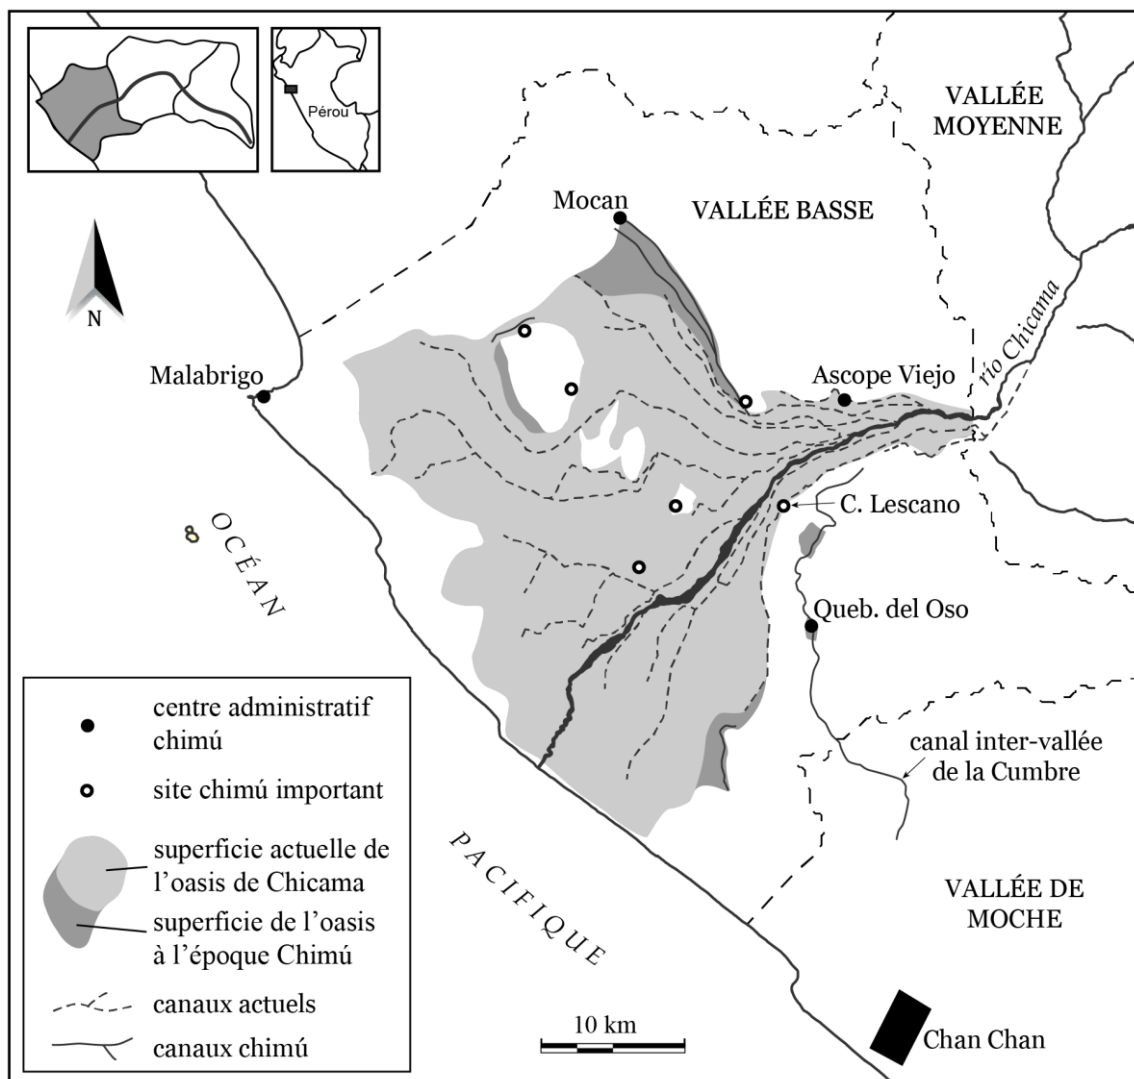 Pérou
VALLÉE
MOYENNE
Mocan
VALLÉE BASSE
N
río Chicama
Malabrigo
Ascope Viejo
C. Lescano
OCÉAN
Queb. del Oso
canal inter-vallée
de la Cumbre
PACIFIQUE
VALLÉE DE
MOCHE
10 km
Chan Chan
centre administratif
chimú
site chimú important
superficie actuelle de
l’oasis de Chicama
superficie de l’oasis
à l’époque Chimú
canaux actuels
canaux chimú